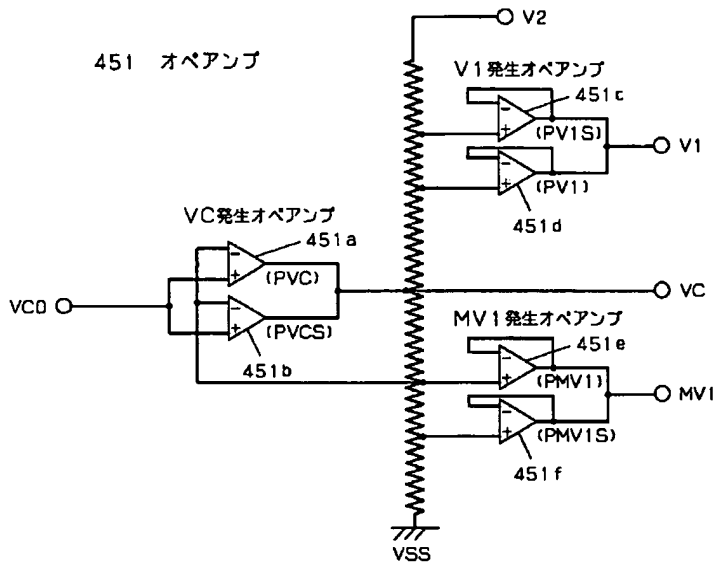 V2
451 オペアンプ
V1発生オペアンプ
451c
-
+
(PV1S)
V1
-
+
(PV1)
451d
VC発生オペアンプ
451a
-
+
(PVC)
VC0
-
+
(PVCS)
451b
VC
MV1発生オペアンプ
451e
-
+
(PMV1)
MV1
-
+
(PMV1S)
451f
VSS